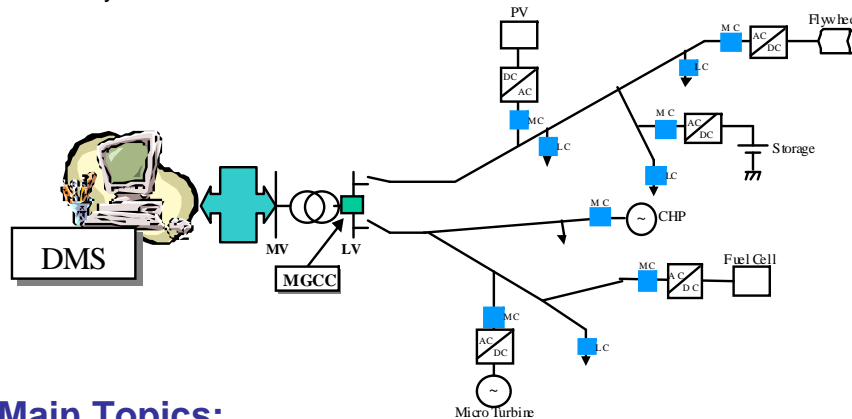 PV
MC
Flywhee
AC
DC
DC
AC
LC
MC
MC
AC
DC
LC
Storage
LC
MC
CHP
~
DMS
MV
LV
MGCC
Fuel Cell
MC
AC
DC
MC
LC
AC
DC
~
Main Topics:
Micro Turbine